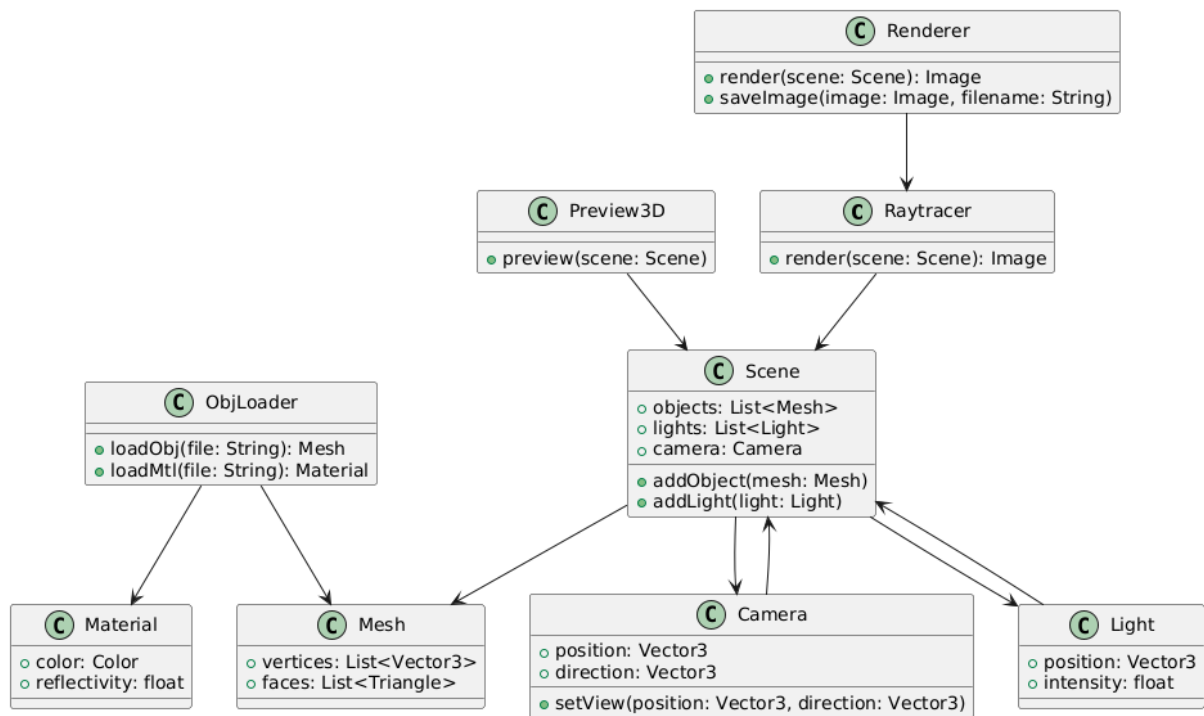 C Renderer
render(scene: Scene): Image
saveImage(image: Image, filename: String)
C Preview3D
preview(scene: Scene)
C Raytracer
render(scene: Scene): Image
C Scene
objects: List<Mesh>
lights: List<Light>
camera: Camera
addObject(mesh: Mesh)
addLight(light: Light)
C ObjLoader
loadObj(file: String): Mesh
loadMtl(file: String): Material
C Material
color: Color
reflectivity: float
C Mesh
vertices: List<Vector3>
faces: List<Triangle>
C Camera
position: Vector3
direction: Vector3
setView(position: Vector3, direction: Vector3)
C Light
position: Vector3
intensity: float